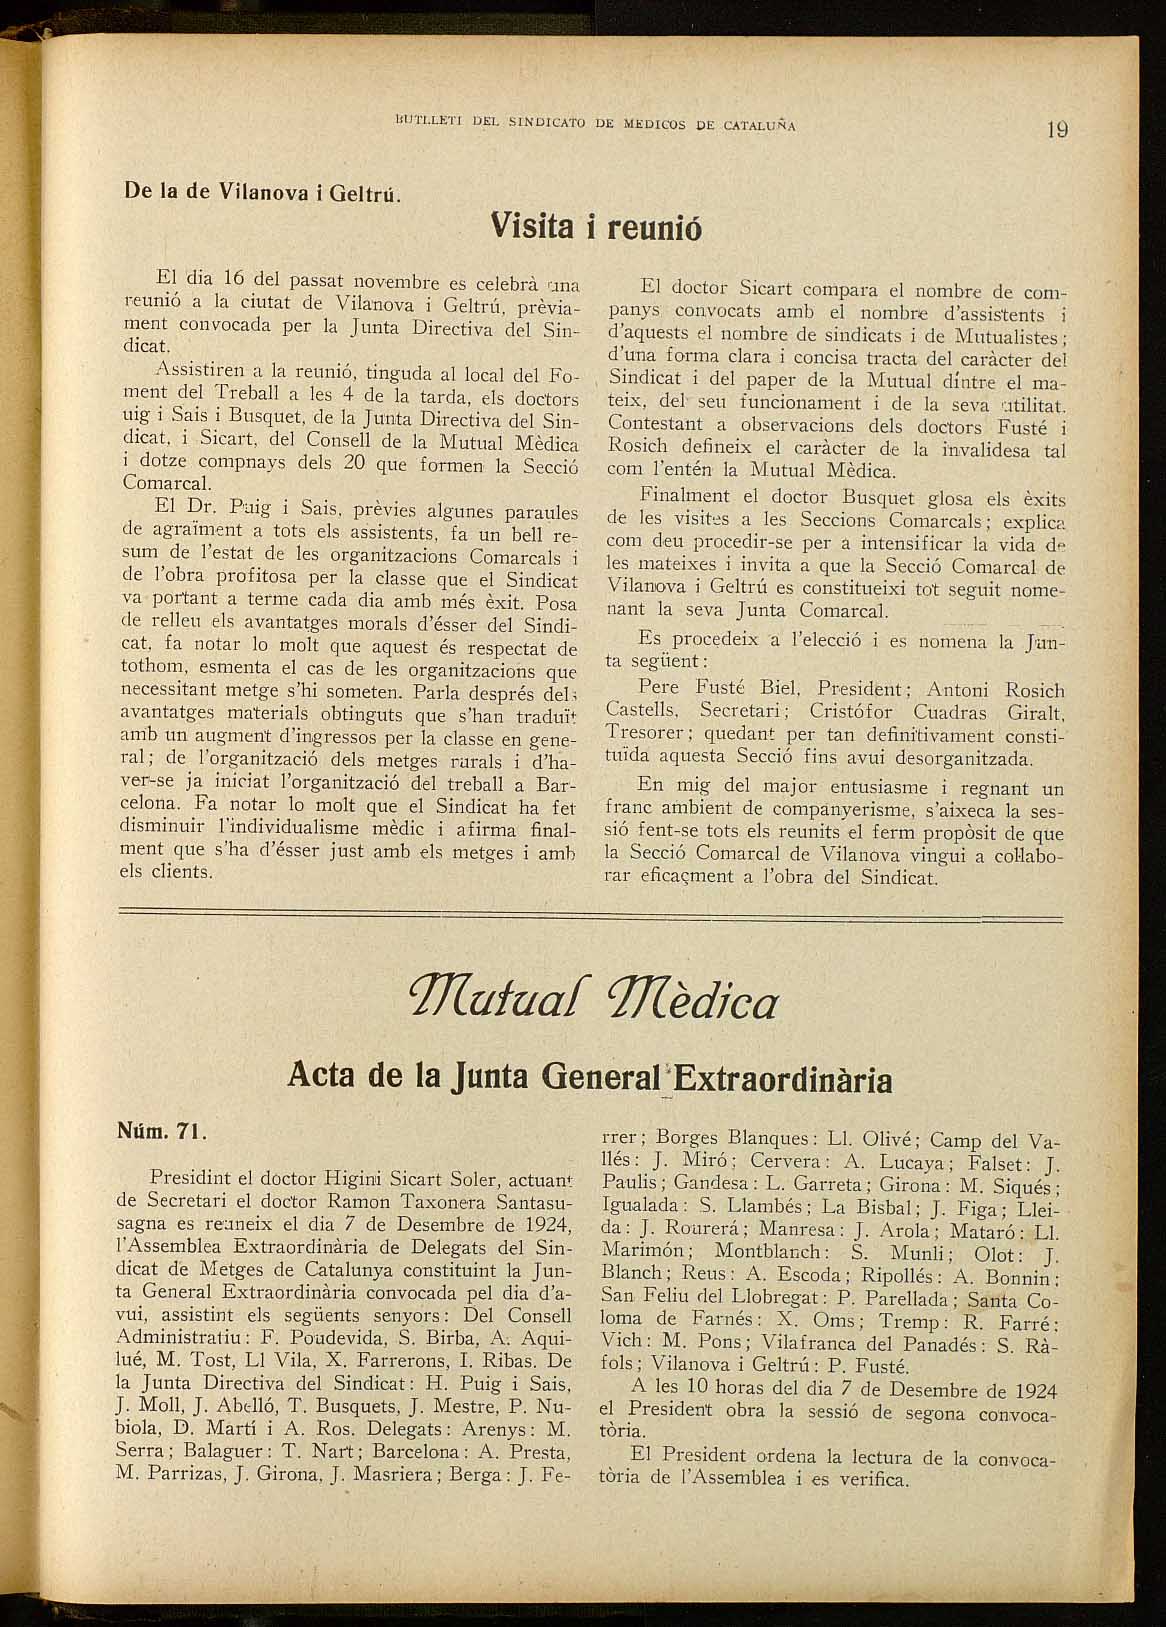 BUTLLETI DEL SINDICATO DE MEDICOS DE CATALUÑA
19
De la de Vilanova i Geltrú.
Visita i reunió
El dia 16 del passat novembre es celebrà una
reunió a la ciutat de Vilanova i Geltrú, prèvia-
ment convocada per la Junta Directiva del Sin-
dicat.
Assistiren a la reunió, tinguda al local del Fo-
ment del Treball a les 4 de la tarda, els doctors
uig i Sais i Busquet, de la Junta Directiva del Sin-
dicat, i Sicart, del Consell de la Mutual Mèdica
i dotze compnays dels 20 que formen la Secció
Comarcal.
El Dr. Puig i Sais, prèvies algunes paraules
de agraïment a tots els assistents, fa un bell re-
sum de l'estat de les organitzacions Comarcals i
de l'obra profitosa per la classe que el Sindicat
va portant a terme cada dia amb més èxit. Posa
de relleu els avantatges morals d'ésser del Sindi-
cat, fa notar lo molt que aquest és respectat de
tothom, esmenta el cas de les organitzacions que
necessitant metge s'hi someten. Parla després dels
avantatges materials obtinguts que s'han traduït
amb un augment d'ingressos per la classe en gene-
ral; de l'organització dels metges rurals i d'ha-
ver-se ja iniciat l'organització del treball a Bar-
celona. Fa notar lo molt que el Sindicat ha fet
disminuir l'individualisme mèdic i afirma final-
ment que s'ha d'ésser just amb els metges i amb
els clients.
El doctor Sicart compara el nombre de com-
panys convocats amb el nombre d'assistents i
d'aquests el nombre de sindicats i de Mutualistes;
d'una forma clara i concisa tracta del caràcter del
Sindicat i del paper de la Mutual dintre el ma-
teix, del seu funcionament i de la seva utilitat.
Contestant a observacions dels doctors Fusté i
Rosich defineix el caràcter de la invalidesa tal
com l'entén la Mutual Mèdica.
Finalment el doctor Busquet glosa els èxits
de les visites a les Seccions Comarcals; explica
com deu procedir-se per a intensificar la vida de
les mateixes i invita a que la Secció Comarcal de
Vilanova i Geltrú es constitueixi tot seguit nome-
nant la seva Junta Comarcal.
Es procedeix a l'elecció i es nomena la Jun-
ta següent:
Pere Fusté Biel, President; Antoni Rosich
Castells, Secretari; Cristófor Cuadras Giralt,
Tresorer; quedant per tan definitivament consti-
tuïda aquesta Secció fins avui desorganitzada.
En mig del major entusiasme i regnant un
franc ambient de companyerisme, s'aixeca la ses-
sió fent-se tots els reunits el ferm propòsit de que
la Secció Comarcal de Vilanova vingui a collabo-
rar eficaçment a l'obra del Sindicat.
Mutual Mèdica
Acta de la Junta General Extraordinària
Núm. 71.
Presidint el doctor Higini Sicart Soler, actuant
de Secretari el doctor Ramon Taxonera Santasu-
sagna es reuneix el dia 7 de Desembre de 1924,
l'Assemblea Extraordinària de Delegats del Sin-
dicat de Metges de Catalunya constituint la Jun-
ta General Extraordinària convocada pel dia d'a-
vui, assistint els següents senyors: Del Consell
Administratiu: F. Poudevida, S. Birba, A. Aqui-
lué, M. Tost, Ll Vila, X. Farrerons, I. Ribas. De
la Junta Directiva del Sindicat: H. Puig i Sais,
J. Moll, J. Abelló, T. Busquets, J. Mestre, P. Nu-
biola, D. Martí i A. Ros. Delegats: Arenys: M.
Serra; Balaguer: T. Nart; Barcelona: A. Presta,
M. Parrizas, J. Girona, J. Masriera; Berga: J. Fe-
rrer; Borges Blanques: Ll. Olivé; Camp del Va-
llés: J. Miró; Cervera: A. Lucaya; Falset: J.
Paulis; Gandesa: L. Garreta; Girona: M. Siqués;
Igualada: S. Llambés; La Bisbal; J. Figa; Llei-
da: J. Rourerá; Manresa: J. Arola; Mataró: Ll.
Marimón; Montblanch: S. Munli; Olot: J.
Blanch; Reus: A. Escoda; Ripollés: A. Bonnin;
San Feliu del Llobregat: P. Parellada; Santa Co-
loma de Farnés: X. Oms; Tremp: R. Farré;
Vich: M. Pons; Vilafranca del Panadés: S. Rà-
fols; Vilanova i Geltrú: P. Fusté.
A les 10 horas del dia 7 de Desembre de 1924
el President obra la sessió de segona convoca-
tòria.
El President ordena la lectura de la convoca-
tòria de l'Assemblea i es verifica.